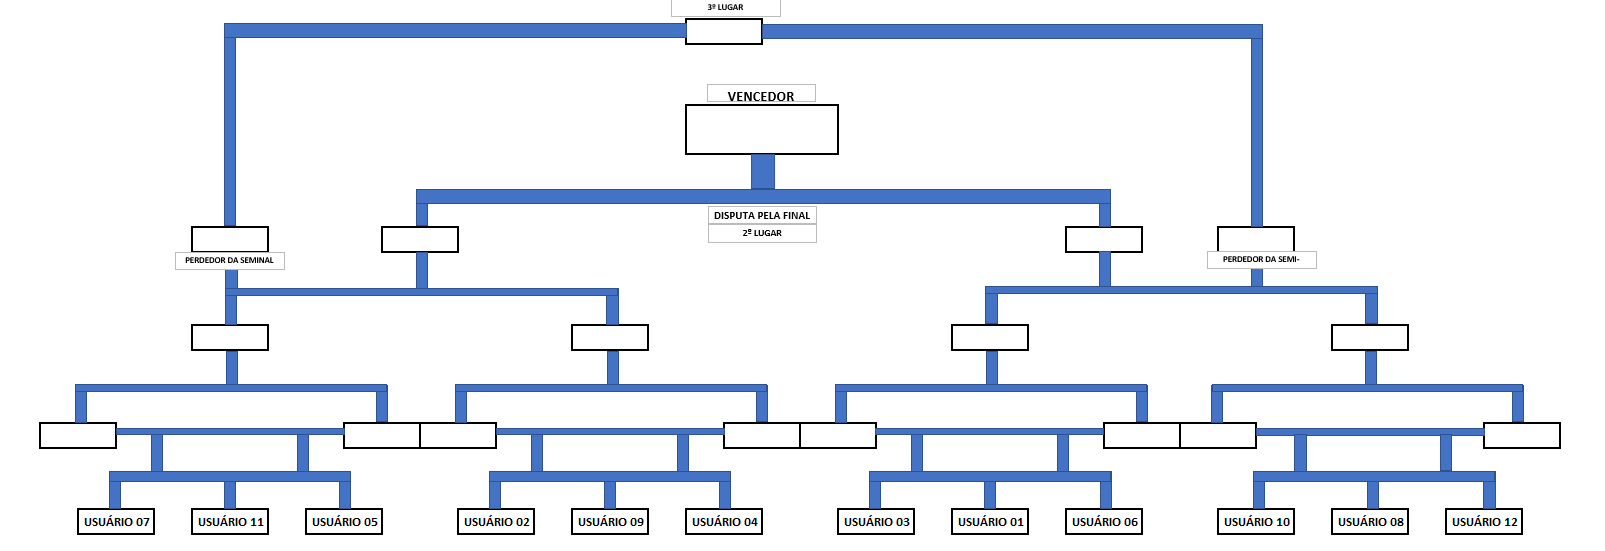 3º LUGAR
VENCEDOR
DISPUTA PELA FINAL
2º LUGAR
PERDEDOR DA SEMINAL
PERDEDOR DA SEMI-
USUÁRIO 07
USUÁRIO 11
USUÁRIO 05
USUÁRIO 02
USUÁRIO 09
USUÁRIO 04
USUÁRIO 03
USUÁRIO 01
USUÁRIO 06
USUÁRIO 10
USUÁRIO 08
USUÁRIO 12